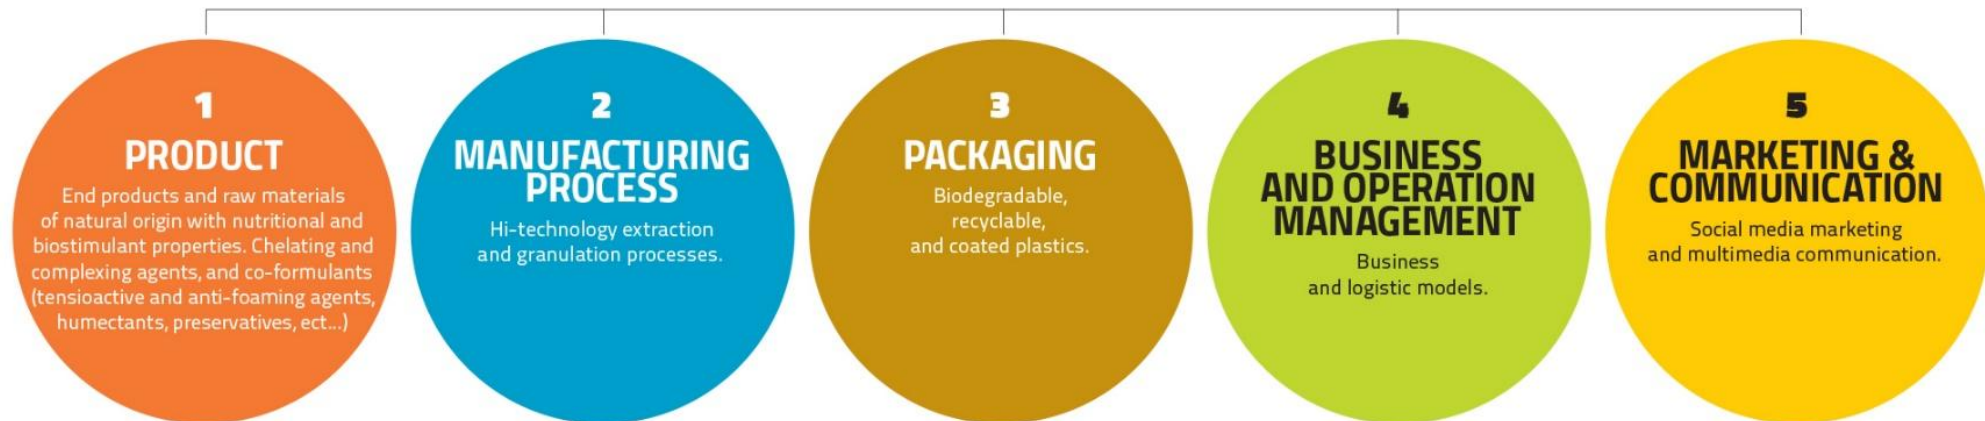 1
PRODUCT
End products and raw materials
of natural origin with nutritional and
biostimulant properties. Chelating and
complexing agents, and co-formulants
(tensioactive and anti-foaming agents,
humectants, preservatives, ect...)
2
MANUFACTURING
PROCESS
Hi-technology extraction
and granulation processes.
3
PACKAGING
Biodegradable,
recyclable,
and coated plastics.
4
BUSINESS
AND OPERATION
MANAGEMENT
Business
and logistic models.
5
MARKETING &
COMMUNICATION
Social media marketing
and multimedia communication.